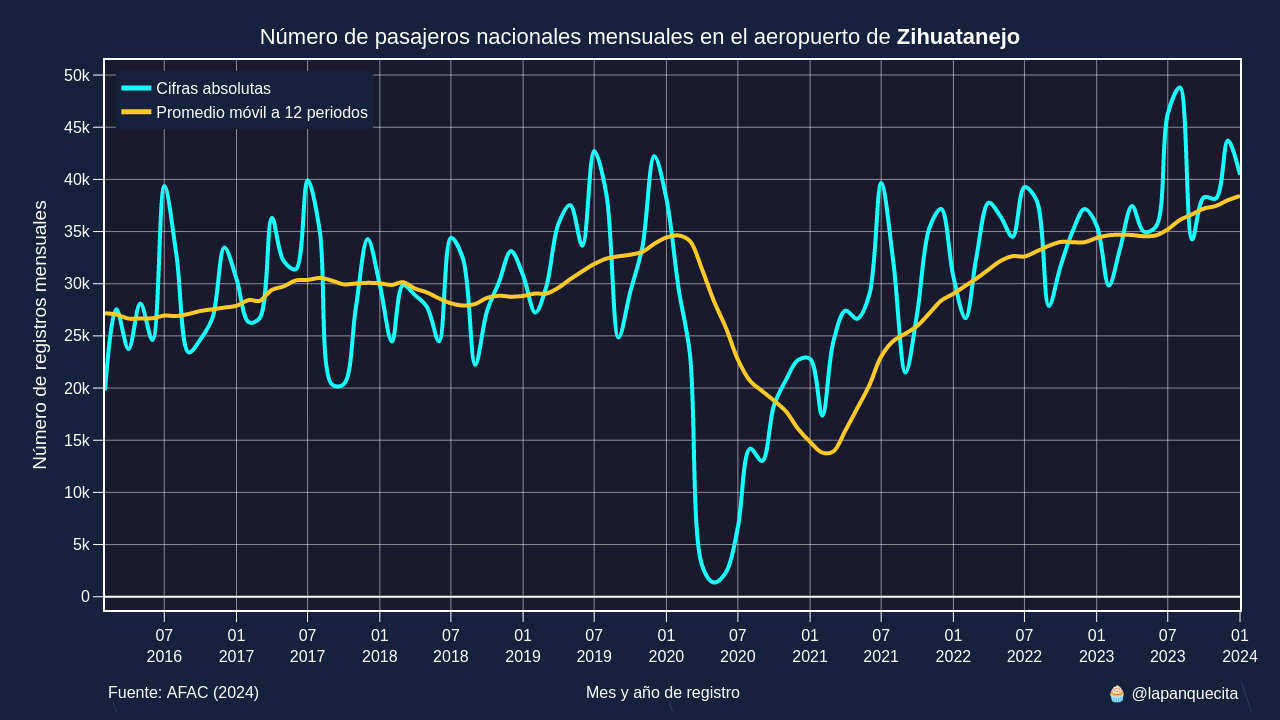 Número de pasajeros nacionales mensuales en el aeropuerto de Zihuatanejo
Cifras absolutas
Promedio móvil a 12 periodos
Número de registros mensuales
50k
45k
40k
35k
30k
25k
20k
15k
10k
5k
0
07 01 07 01 07 01 07 01 07 01 07 01 07 01 07 01
2016 2017 2017 2018 2018 2019 2019 2020 2020 2021 2021 2022 2022 2023 2023 2024
Fuente: AFAC (2024) Mes y año de registro 🧁 @lapanquecita